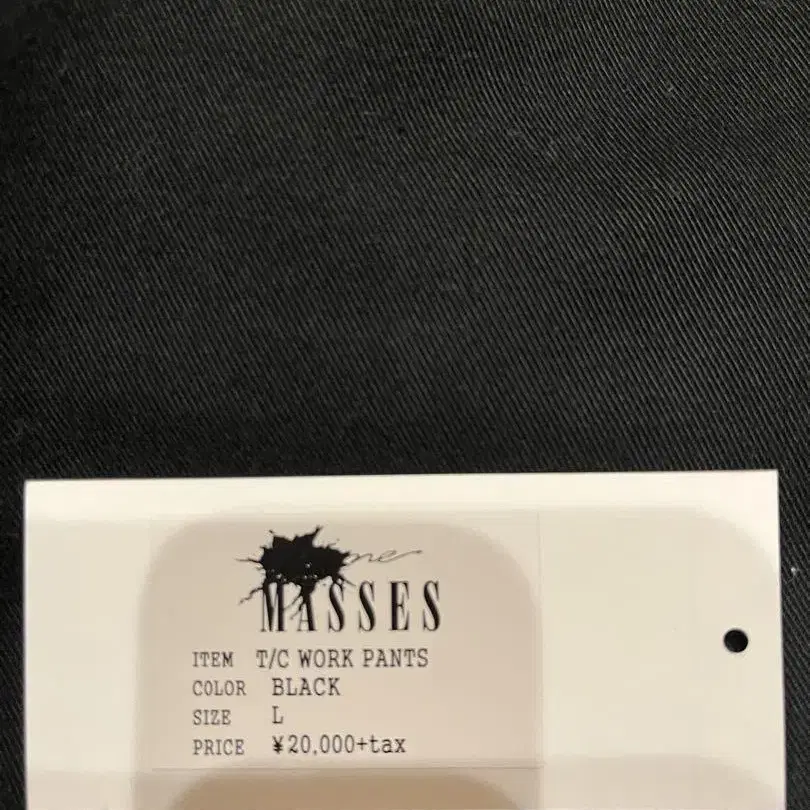 MASSES
ITEM T/C WORK PANTS
COLOR BLACK
SIZE L
PRICE ¥20,000+tax